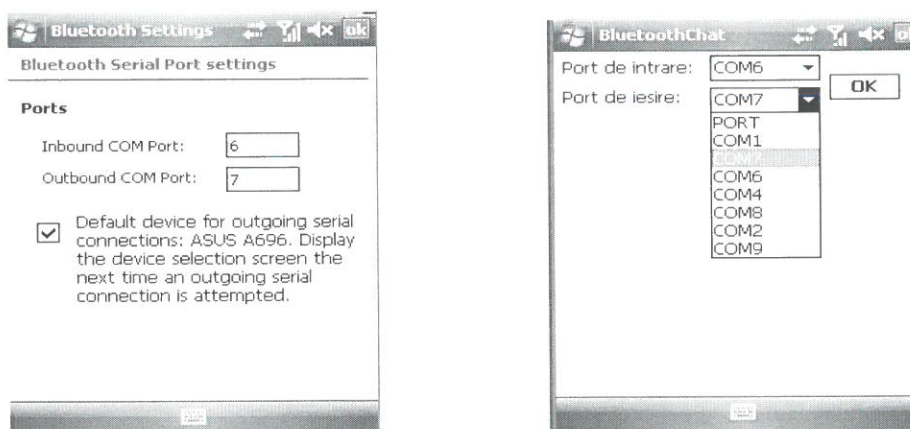 Bluetooth Settings
ok
Bluetooth Serial Port settings
Ports
Inbound COM Port:
6
Outbound COM Port:
7
Default device for outgoing serial
connections: ASUS A696. Display
the device selection screen the
next time an outgoing serial
connection is attempted.
BluetoothChat
Port de intrare:
COM6
OK
Port de iesire:
COM7
PORT
COM1
COM7
COM6
COM4
COM8
COM2
COM9